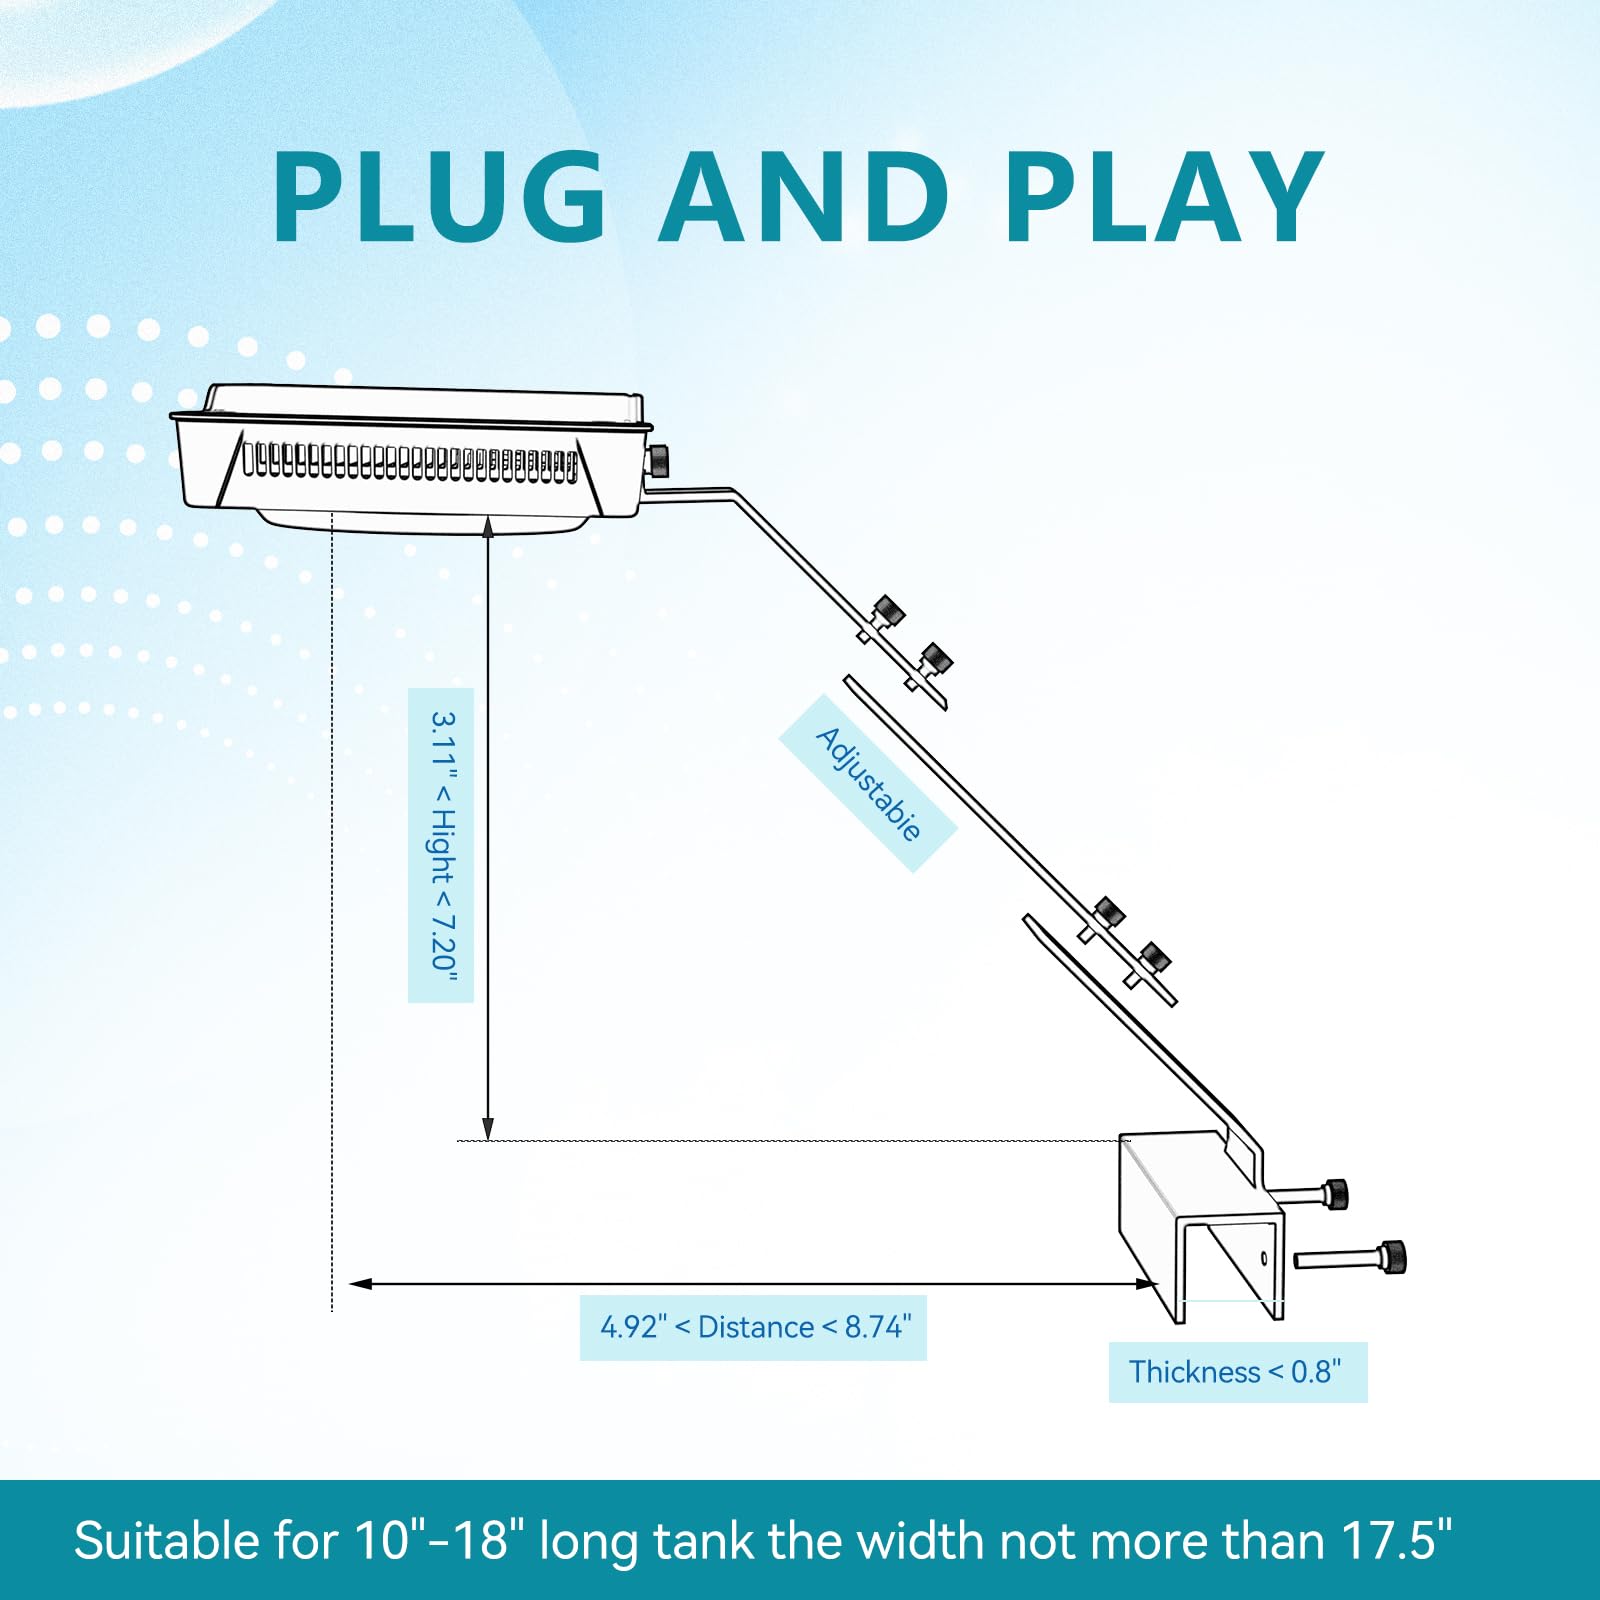 PLUG AND PLAY
3.11" < Hight < 7.20"
Adjustabie
4.92" < Distance < 8.74"
Thickness < 0.8"
Suitable for 10"-18" long tank the width not more than 17.5"